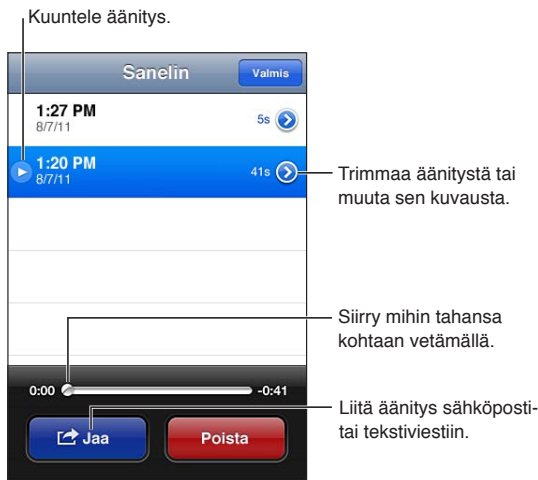 Kuuntele äänitys.
Sanelin
Valmis
1:27 PM
8/7/11
5s
1:20 PM
8/7/11
41s
Trimmaa äänitystä tai
muuta sen kuvausta.
Siirry mihin tahansa
kohtaan vetämällä.
0:00
-0:41
Liitä äänitys sähköposti-
tai tekstiviestiin.
Jaa
Poista